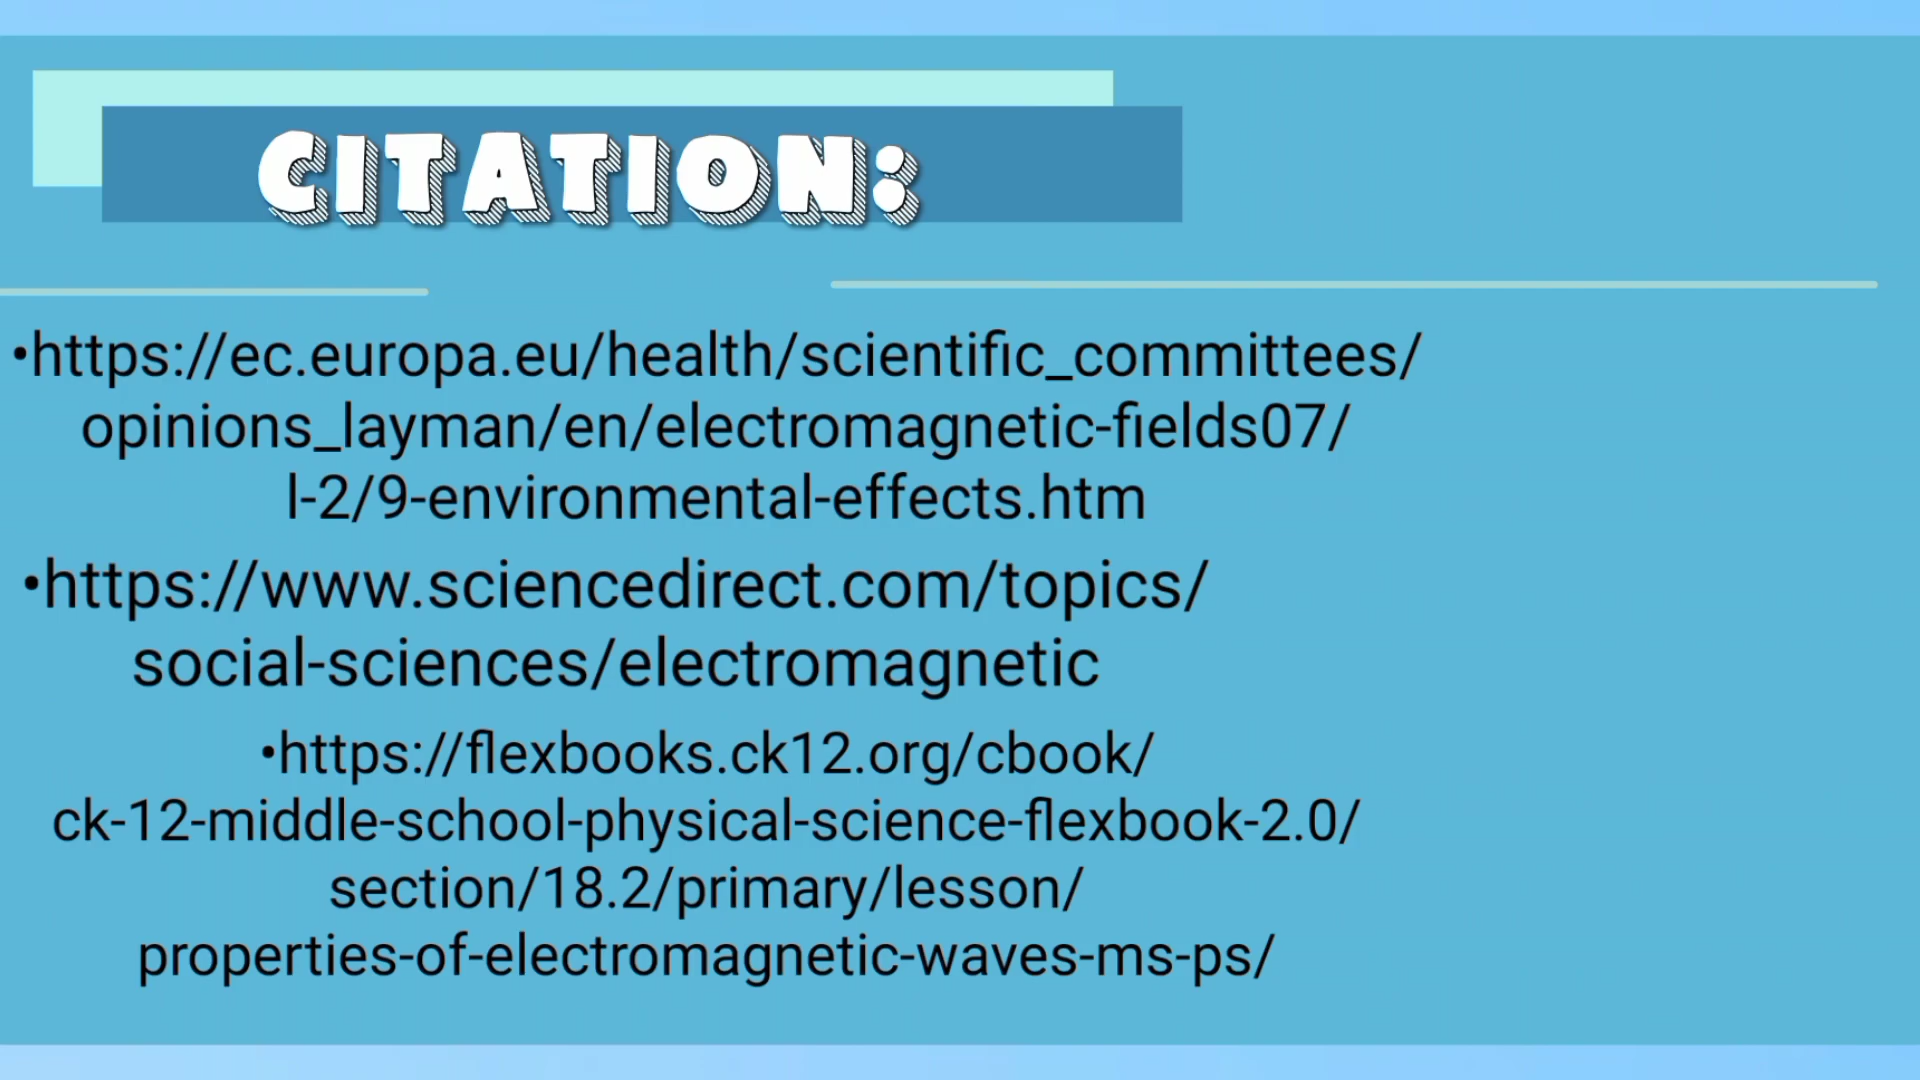 CITATION:
•https://ec.europa.eu/health/scientific_committees/
opinions_layman/en/electromagnetic-fields07/
l-2/9-environmental-effects.htm
•https://www.sciencedirect.com/topics/
social-sciences/electromagnetic
•https://flexbooks.ck12.org/cbook/
ck-12-middle-school-physical-science-flexbook-2.0/
section/18.2/primary/lesson/
properties-of-electromagnetic-waves-ms-ps/